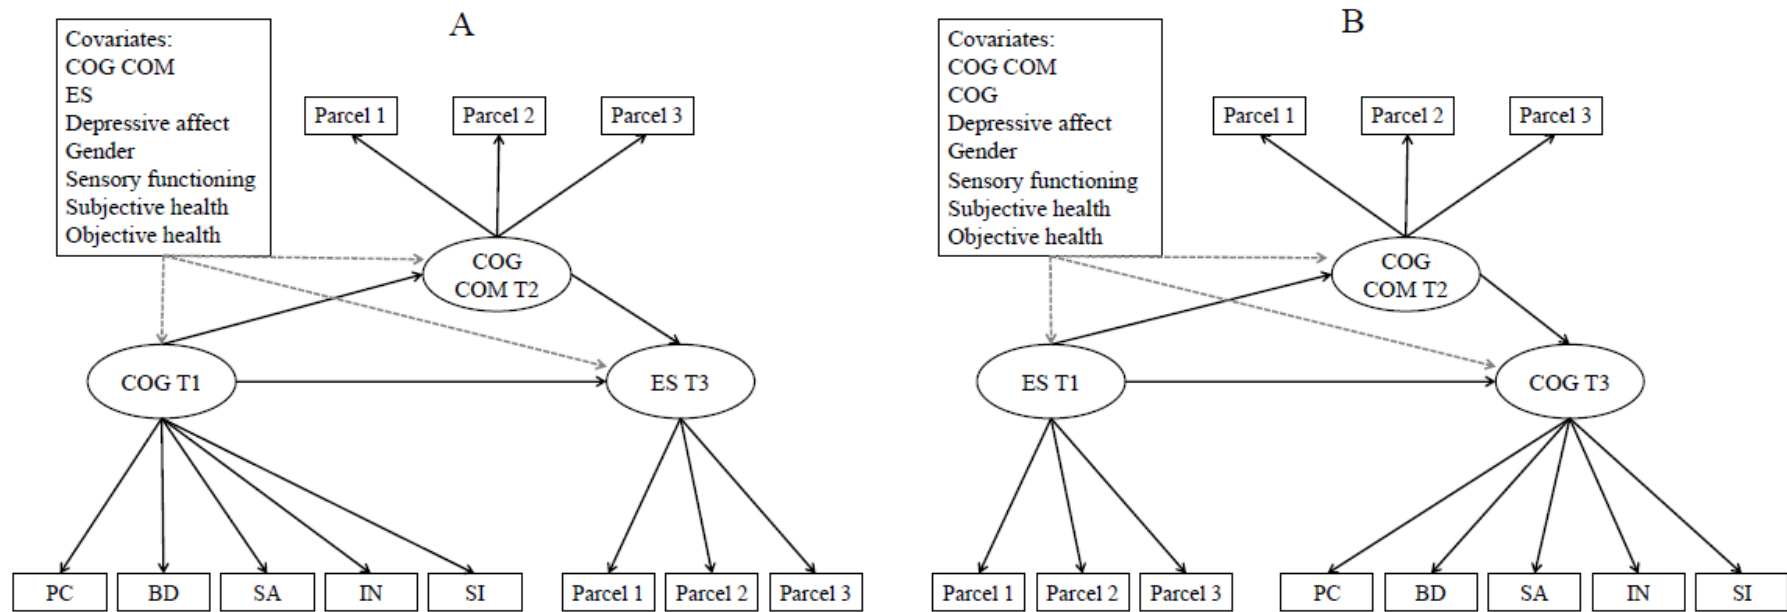 A
Covariates:
COG COM
ES
Depressive affect
Gender
Sensory functioning
Subjective health
Objective health
Parcel 1
Parcel 2
Parcel 3
COG
COM T2
COG T1
ES T3
PC
BD
SA
IN
SI
Parcel 1
Parcel 2
Parcel 3
B
Covariates:
COG COM
COG
Depressive affect
Gender
Sensory functioning
Subjective health
Objective health
Parcel 1
Parcel 2
Parcel 3
COG
COM T2
ES T1
COG T3
Parcel 1
Parcel 2
Parcel 3
PC
BD
SA
IN
SI